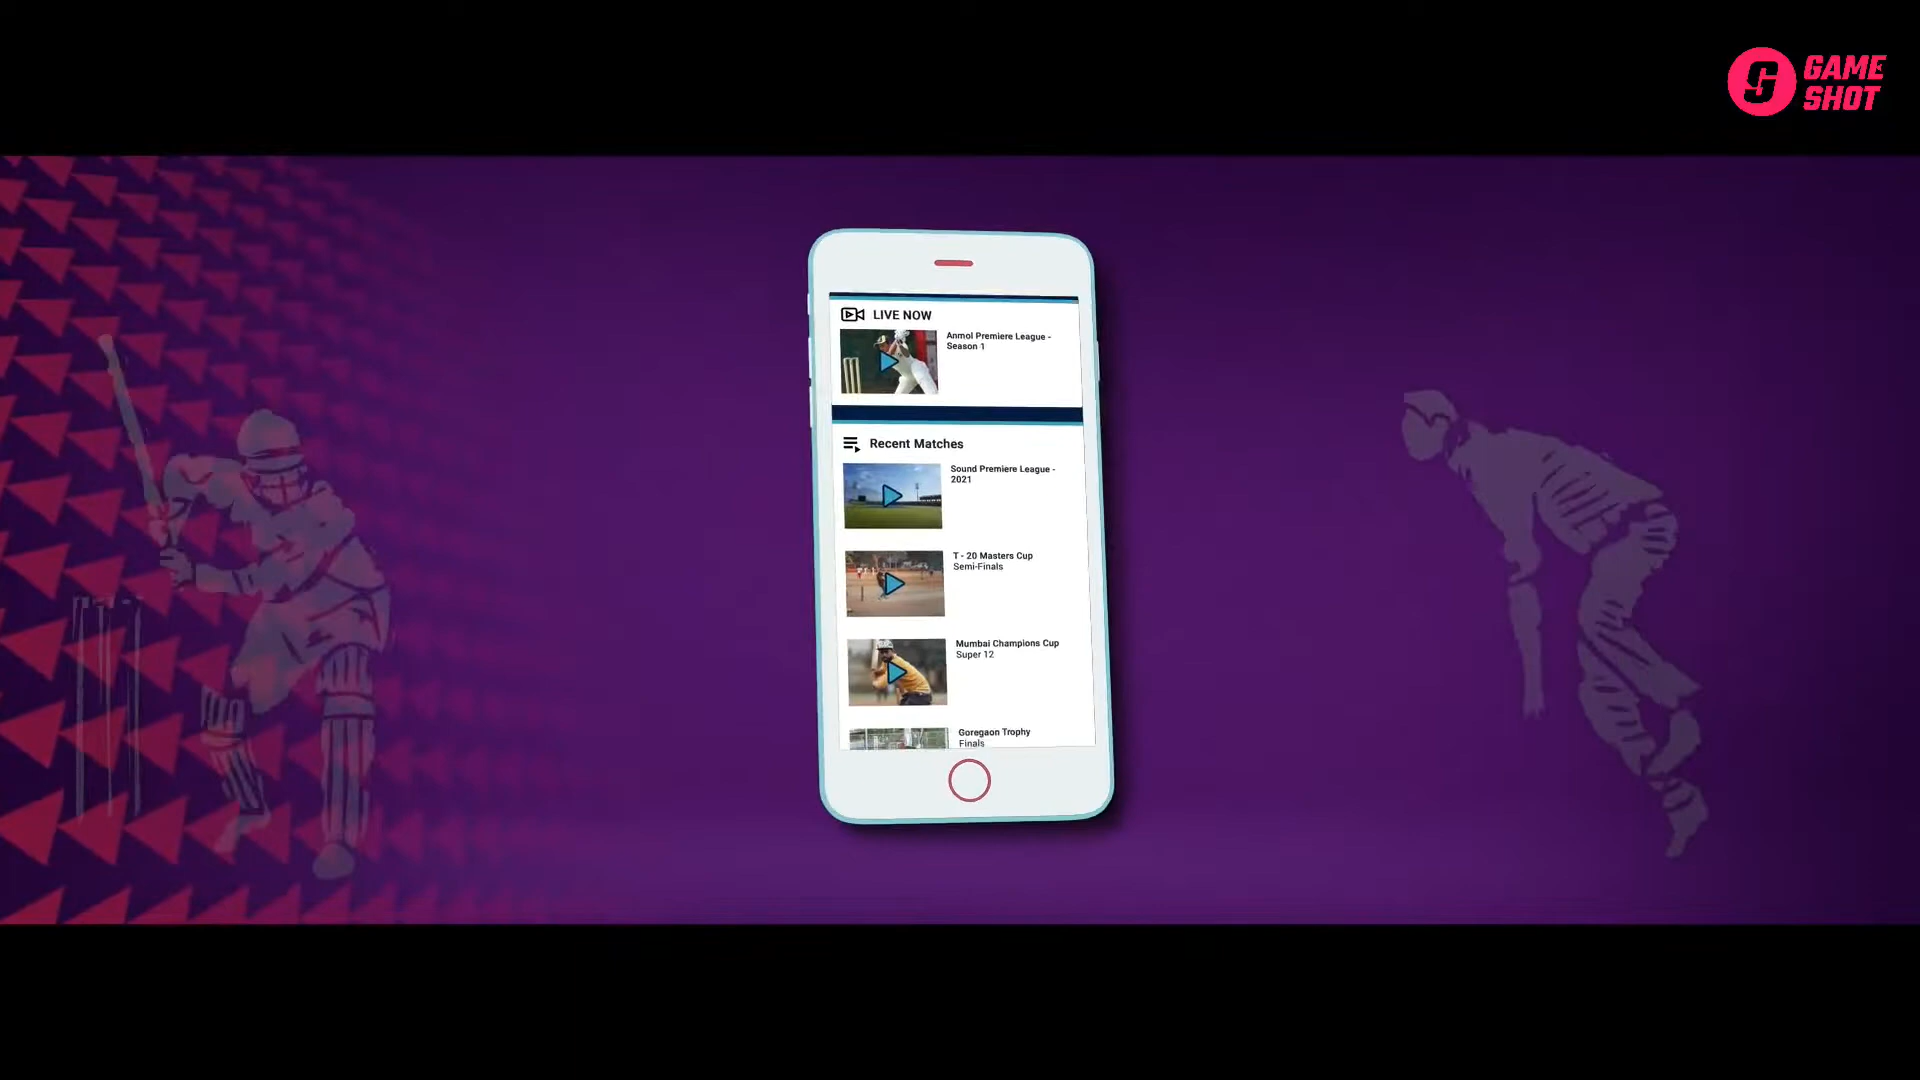 GAME
SHOT
LIVE NOW
Anmol Premiere League -
Season 1
Recent Matches
Sound Premiere League -
2021
T - 20 Masters Cup
Semi-Finals
Mumbai Champions Cup
Super 12
Goregaon Trophy
Finals